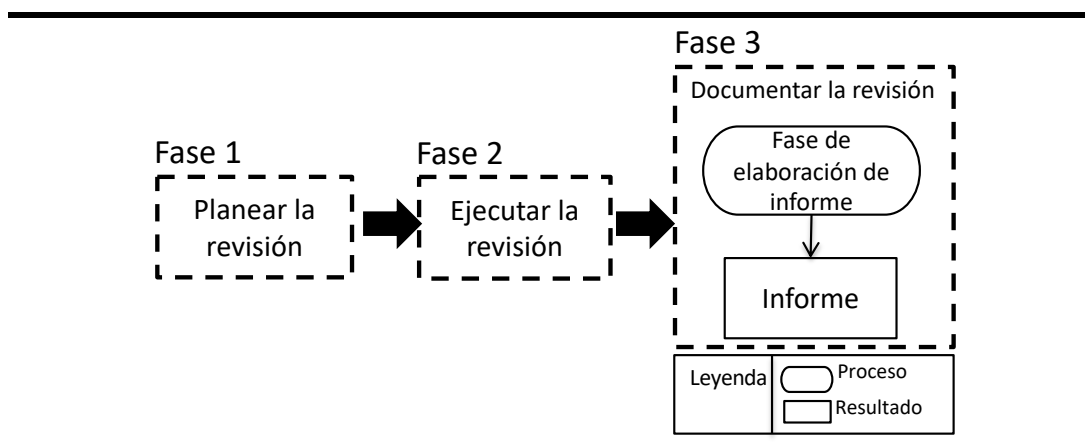 Fase 1
Planear la
revisión
Fase 2
Ejecutar la
revisión
Fase 3
Documentar la revisión
Fase de
elaboración de
informe
Informe
Leyenda
Proceso
Resultado